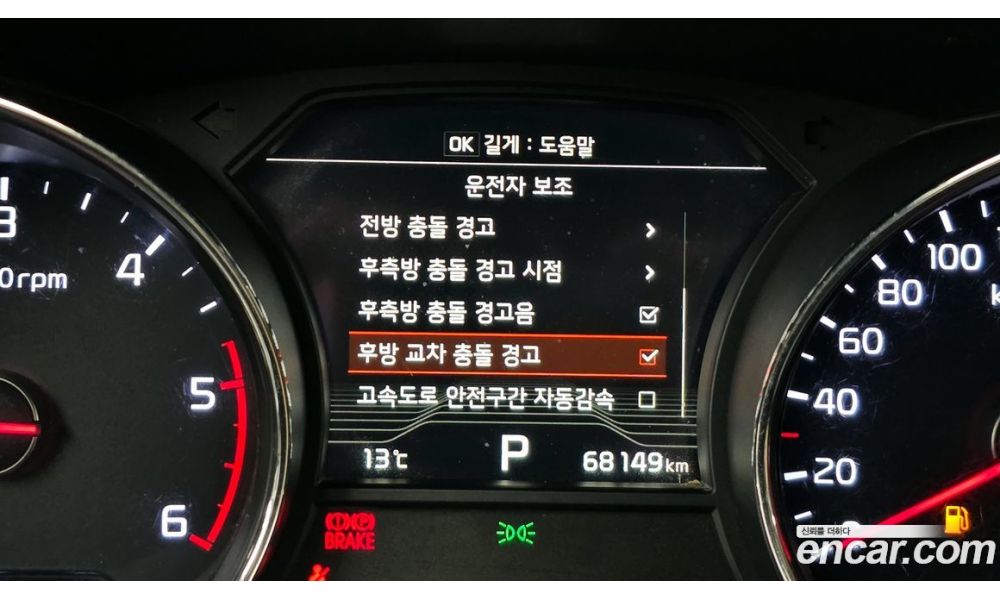 OK 길게 : 도움말
운전자 보조
전방 충돌 경고
후측방 충돌 경고 시점
후측방 충돌 경고음
후방 교차 충돌 경고
고속도로 안전구간 자동감속
13℃ P 68149km
BRAKE
3
4
5
6
0rpm
100
80
60
40
20
0
신뢰를 더하다
encar.com